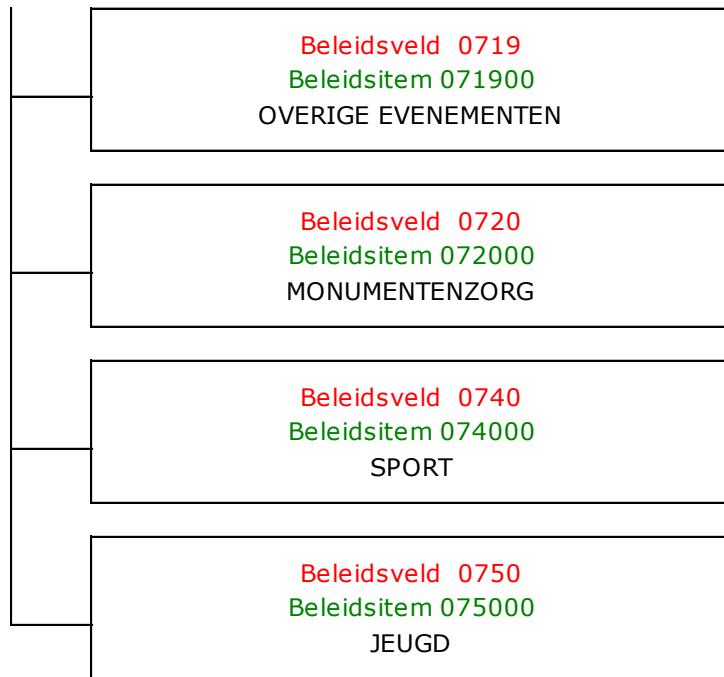 Beleidsveld 0719
Beleidsitem 071900
OVERIGE EVENEMENTEN
Beleidsveld 0720
Beleidsitem 072000
MONUMENTENZORG
Beleidsveld 0740
Beleidsitem 074000
SPORT
Beleidsveld 0750
Beleidsitem 075000
JEUGD